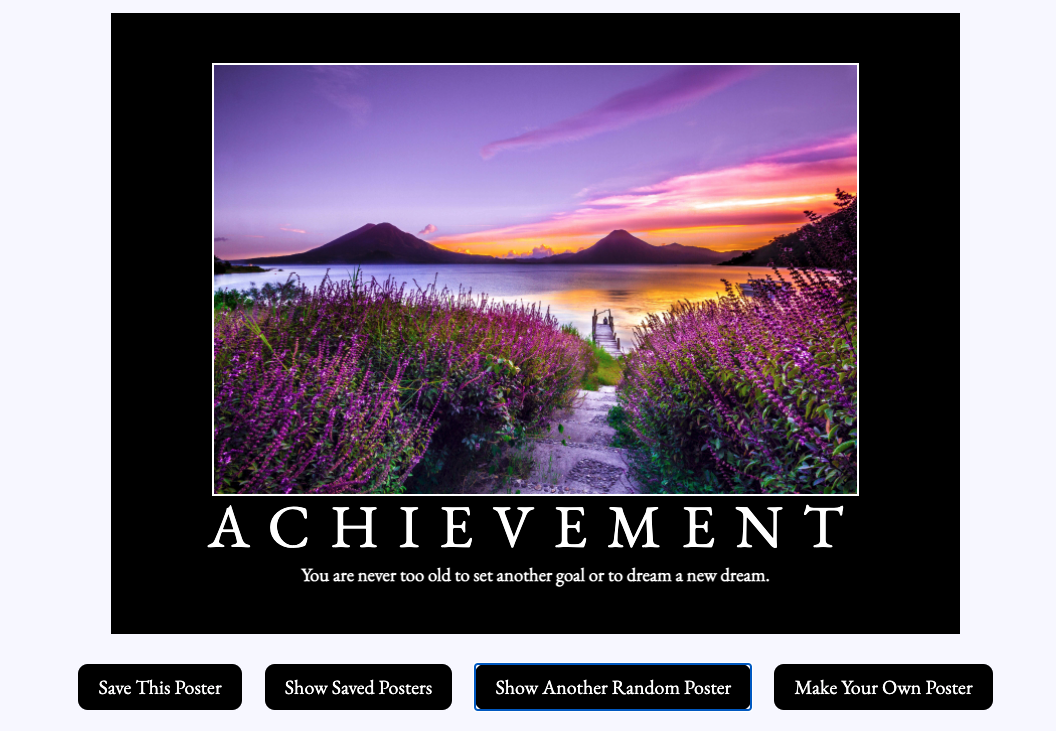 ACHIEVEMENT
You are never too old to set another goal or to dream a new dream.
Save This Poster
Show Saved Posters
Show Another Random Poster
Make Your Own Poster